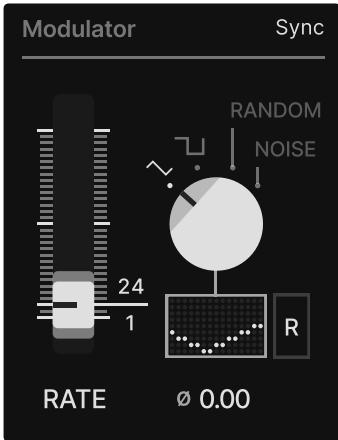 Modulator Sync
RANDOM
NOISE
24
1
R
RATE ø 0.00